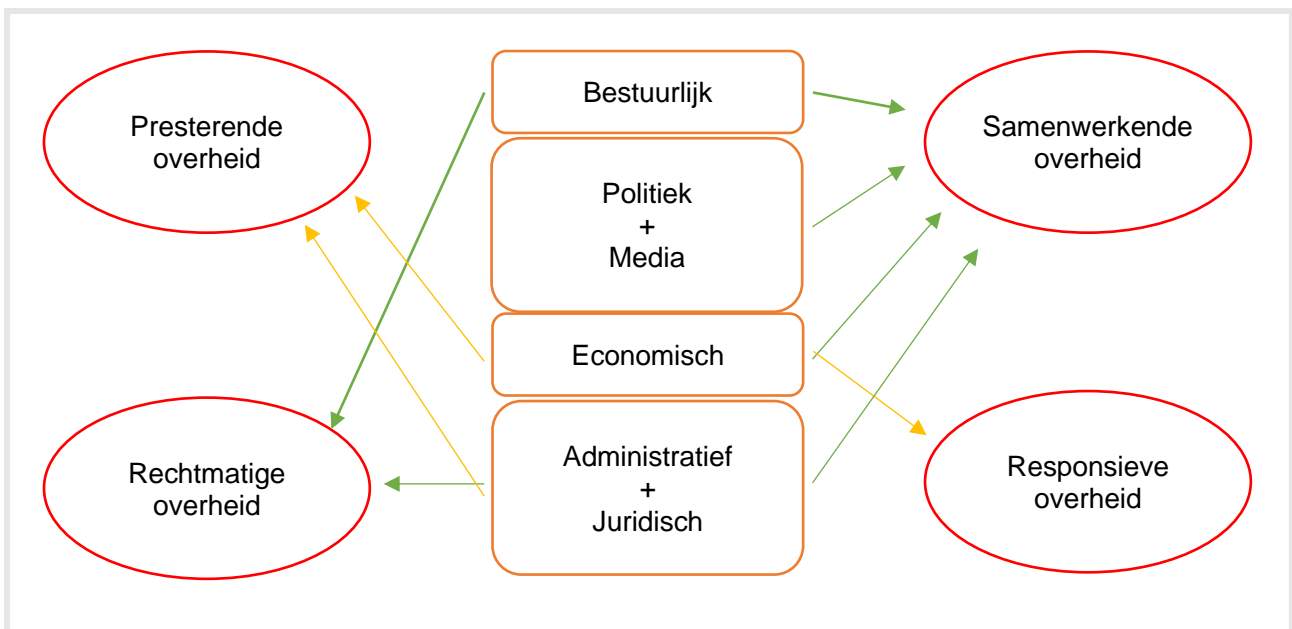 Presterende
overheid
Bestuurlijk
Samenwerkende
overheid
Politiek
+
Media
Economisch
Rechtmatige
overheid
Administratief
+
Juridisch
Responsieve
overheid